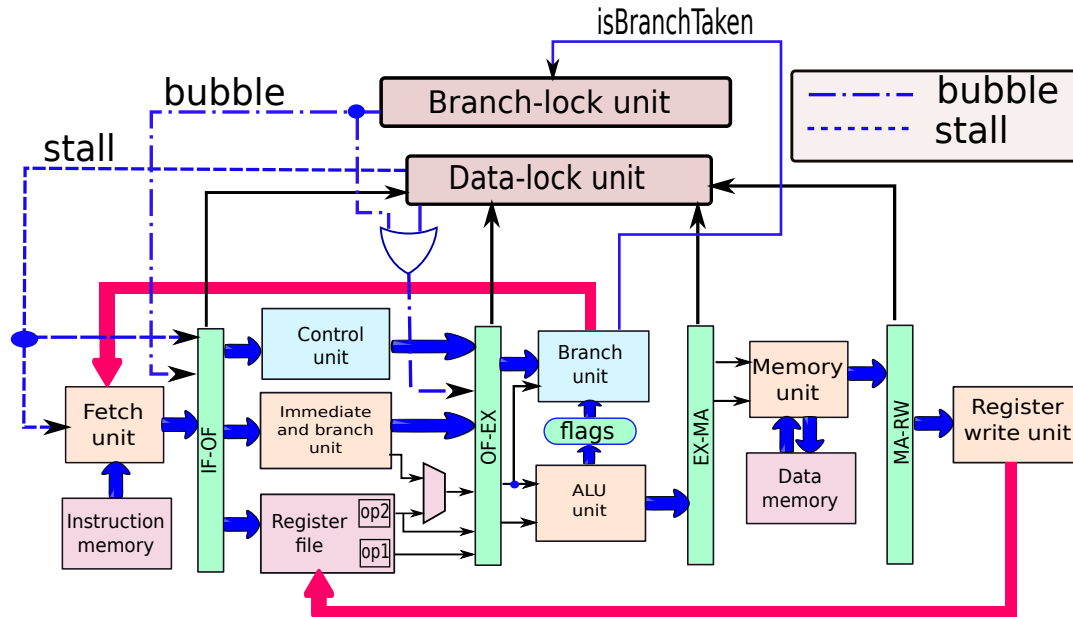 isBranchTaken
bubble
Branch-lock unit
bubble
stall
stall
Data-lock unit
Control
unit
Branch
unit
Memory
unit
Fetch
unit
Immediate
and branch
unit
flags
Register
write unit
IF-OF
OF-EX
EX-MA
MA-RW
Instruction
memory
Register
file
op2
op1
ALU
unit
Data
memory